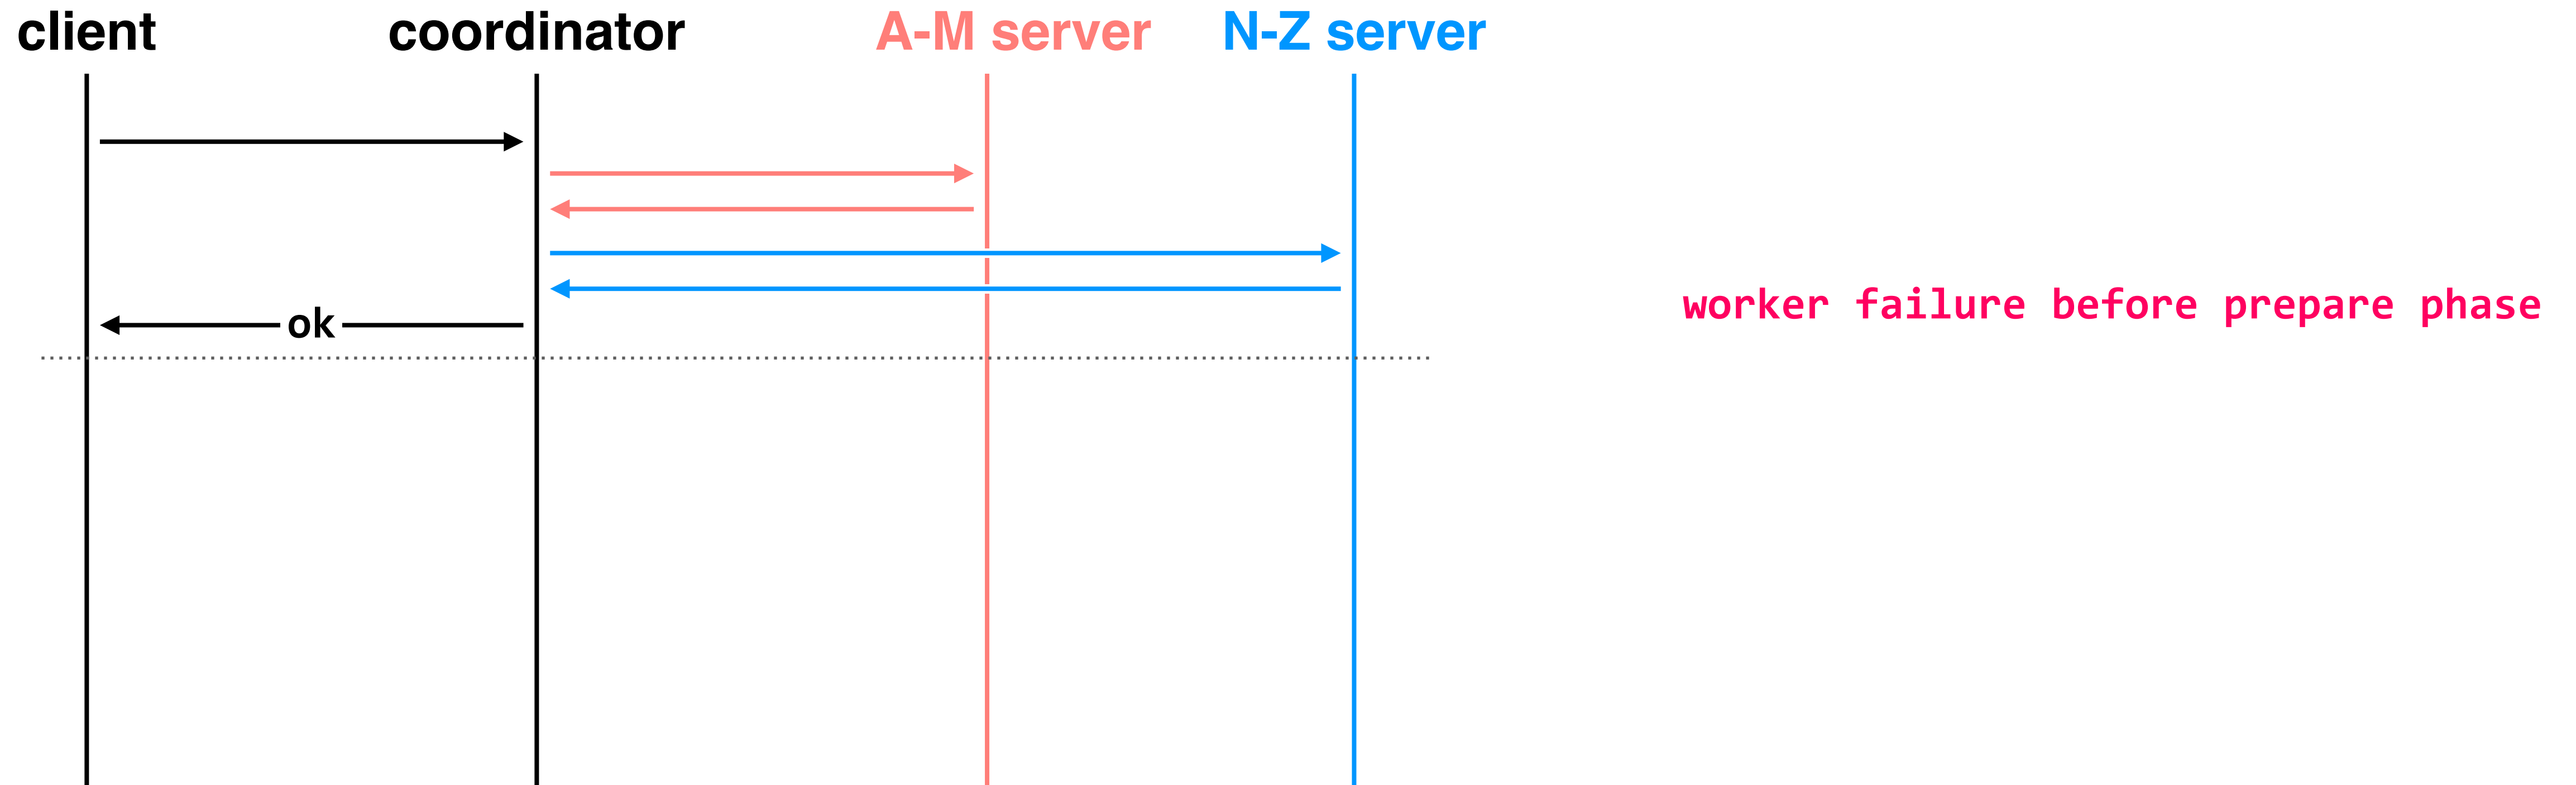 client coordinator A-M server N-Z server
ok
worker failure before prepare phase